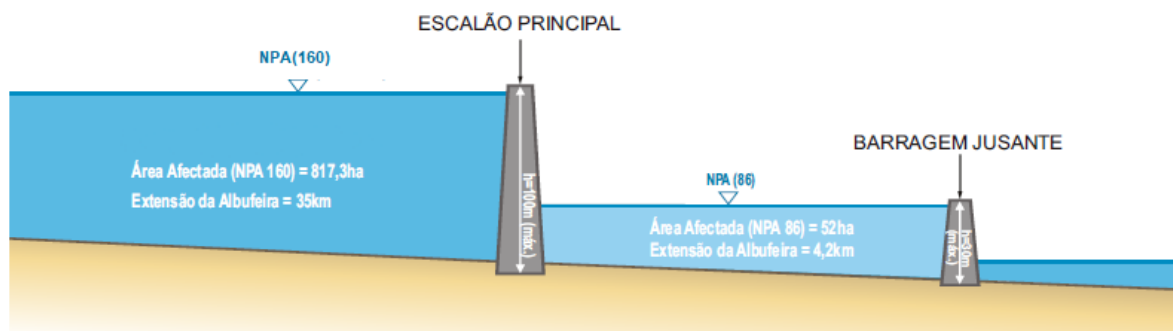 ESCALÃO PRINCIPAL
NPA(160)
BARRAGEM JUSANTE
Área Afectada (NPA 160) = 817,3ha
Extensão da Albufeira = 35km
h=100m (máx.)
NPA (86)
Área Afectada (NPA 86) = 52ha
Extensão da Albufeira = 4,2km
h=30m
(máx.)